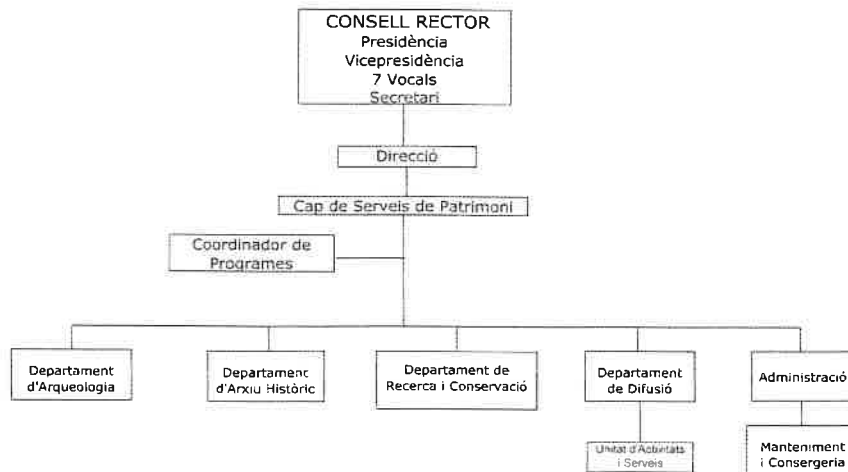 CONSELL RECTOR
Presidència
Vicepresidència
7 Vocals
Secretari
Direcció
Cap de Serveis de Patrimoni
Coordinador de
Programes
Departament
d'Arqueologia
Departament
d'Arxiu Històric
Departament de
Recerca i Conservació
Departament
de Difusió
Administració
Unitat d'Activitats
i Serveis
Manteniment
i Consergeria